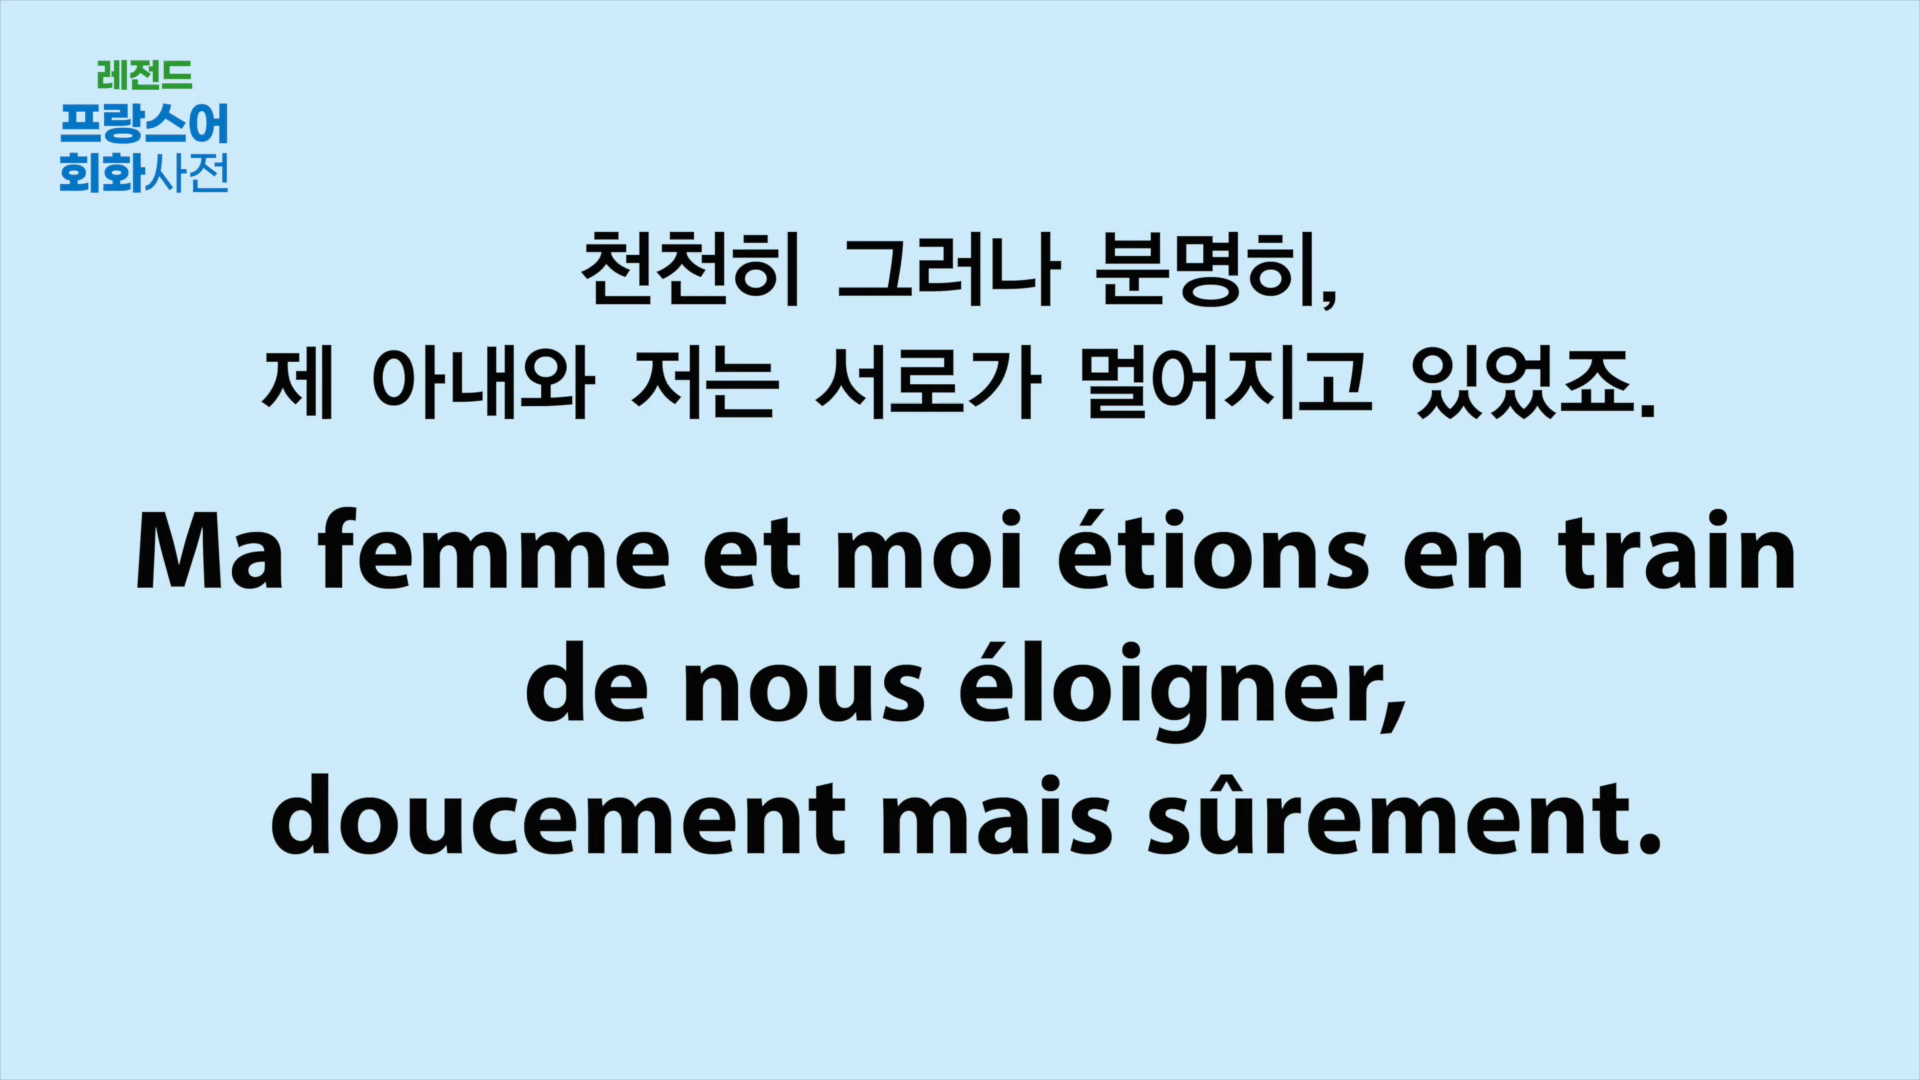 레전드
프랑스어
회화사전
천천히 그러나 분명히,
제 아내와 저는 서로가 멀어지고 있었죠.
Ma femme et moi étions en train
de nous éloigner,
doucement mais sûrement.